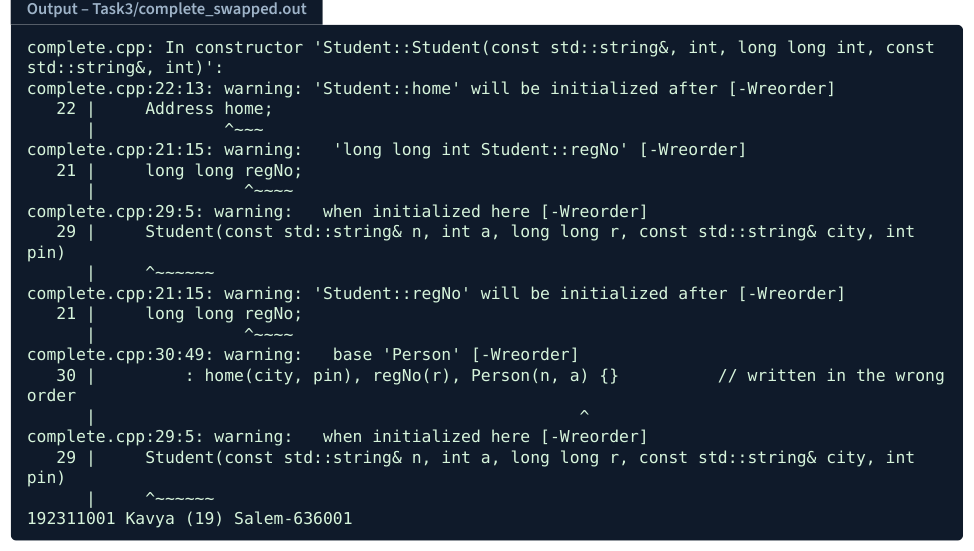 Output – Task3/complete_swapped.out
complete.cpp: In constructor 'Student::Student(const std::string&, int, long long int, const
std::string&, int)':
complete.cpp:22:13: warning: 'Student::home' will be initialized after [-Wreorder]
   22 |     Address home;
      |             ^~~~
complete.cpp:21:15: warning:   'long long int Student::regNo' [-Wreorder]
   21 |     long long regNo;
      |               ^~~~~
complete.cpp:29:5: warning:   when initialized here [-Wreorder]
   29 |     Student(const std::string& n, int a, long long r, const std::string& city, int
pin)
      |     ^~~~~~~
complete.cpp:21:15: warning: 'Student::regNo' will be initialized after [-Wreorder]
   21 |     long long regNo;
      |               ^~~~~
complete.cpp:30:49: warning:   base 'Person' [-Wreorder]
   30 |         : home(city, pin), regNo(r), Person(n, a) {}          // written in the wrong
order
      |                                                 ^
complete.cpp:29:5: warning:   when initialized here [-Wreorder]
   29 |     Student(const std::string& n, int a, long long r, const std::string& city, int
pin)
      |     ^~~~~~~
192311001 Kavya (19) Salem-636001